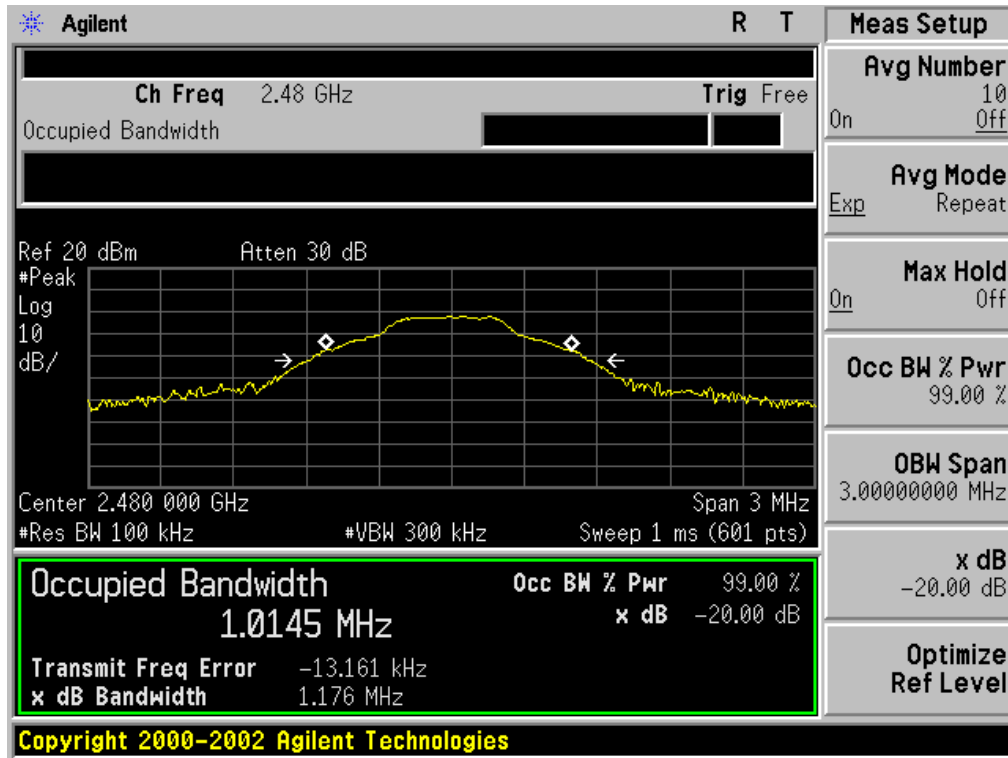 Agilent R T
Ch Freq 2.48 GHz Trig Free
Occupied Bandwidth
Ref 20 dBm Atten 30 dB
#Peak
Log
10
dB/
Center 2.480 000 GHz Span 3 MHz
#Res BW 100 kHz #VBW 300 kHz Sweep 1 ms (601 pts)
Occupied Bandwidth Occ BW % Pwr 99.00 %
1.0145 MHz x dB -20.00 dB
Transmit Freq Error -13.161 kHz
x dB Bandwidth 1.176 MHz
Copyright 2000-2002 Agilent Technologies
Meas Setup
Avg Number
10
On Off
Avg Mode
Exp Repeat
Max Hold
On Off
Occ BW % Pwr
99.00 %
OBW Span
3.00000000 MHz
x dB
-20.00 dB
Optimize
Ref Level